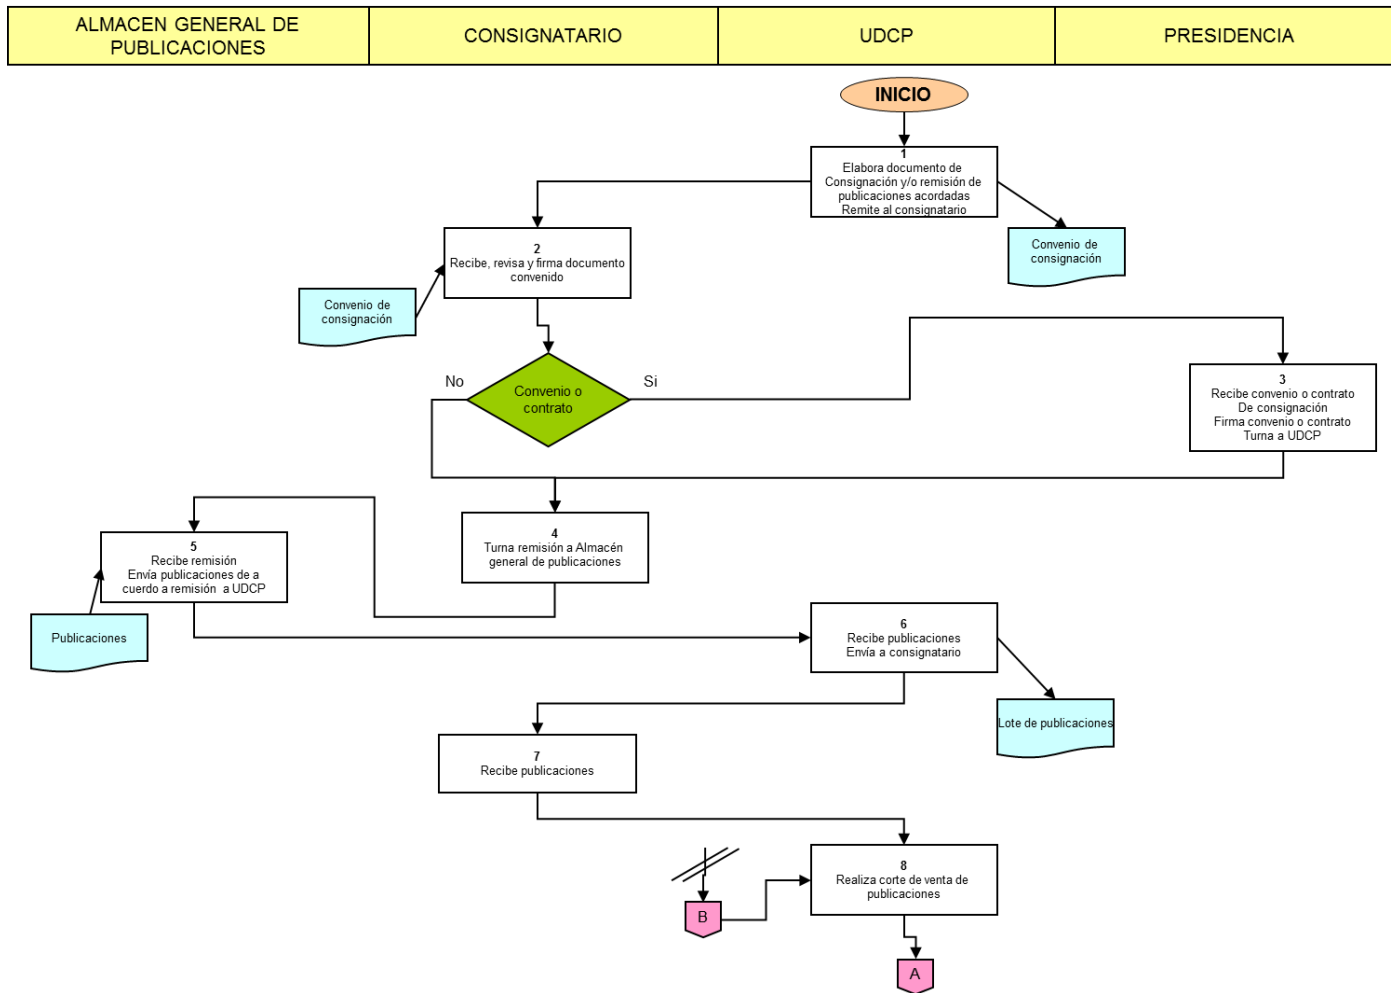 ALMACEN GENERAL DE
PUBLICACIONES
CONSIGNATARIO
UDCP
PRESIDENCIA
INICIO
1
Elabora documento de
Consignación y/o remisión de
publicaciones acordadas
Remite al consignatario
Convenio de
consignación
2
Recibe, revisa y firma documento
convenido
Convenio de
consignación
No
Convenio o
contrato
Si
3
Recibe convenio o contrato
De consignación
Firma convenio o contrato
Turna a UDCP
4
Turna remisión a Almacén
general de publicaciones
5
Recibe remisión
Envía publicaciones de a
cuerdo a remisión a UDCP
Publicaciones
6
Recibe publicaciones
Envía a consignatario
Lote de publicaciones
7
Recibe publicaciones
8
Realiza corte de venta de
publicaciones
B
A